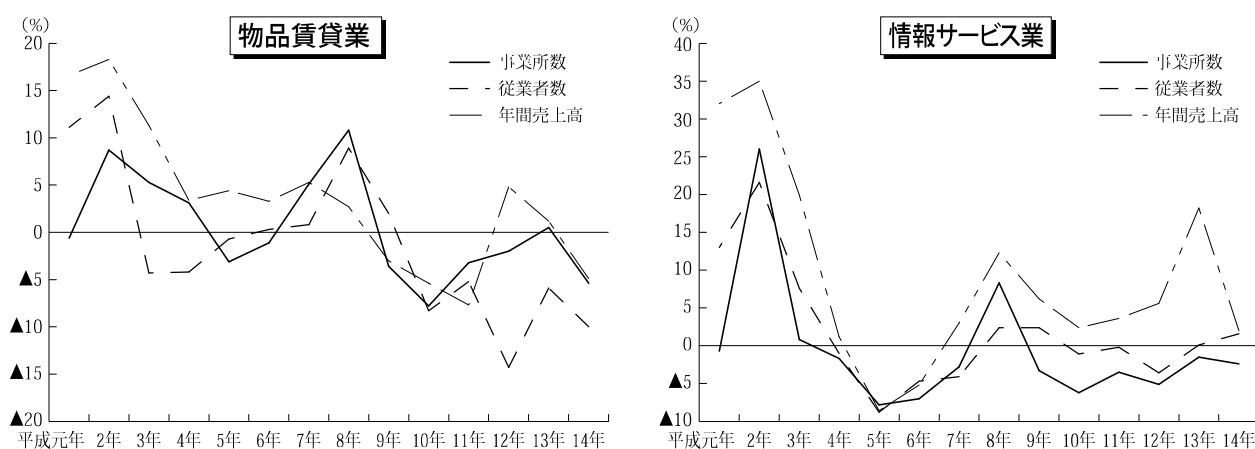 物品賃貸業
(%)
20
15
10
5
0
▲5
▲10
▲15
▲20
事業所数
従業者数
年間売上高
平成元年 2年 3年 4年 5年 6年 7年 8年 9年 10年 11年 12年 13年 14年
情報サービス業
(%)
40
35
30
25
20
15
10
5
0
▲5
▲10
事業所数
従業者数
年間売上高
平成元年 2年 3年 4年 5年 6年 7年 8年 9年 10年 11年 12年 13年 14年